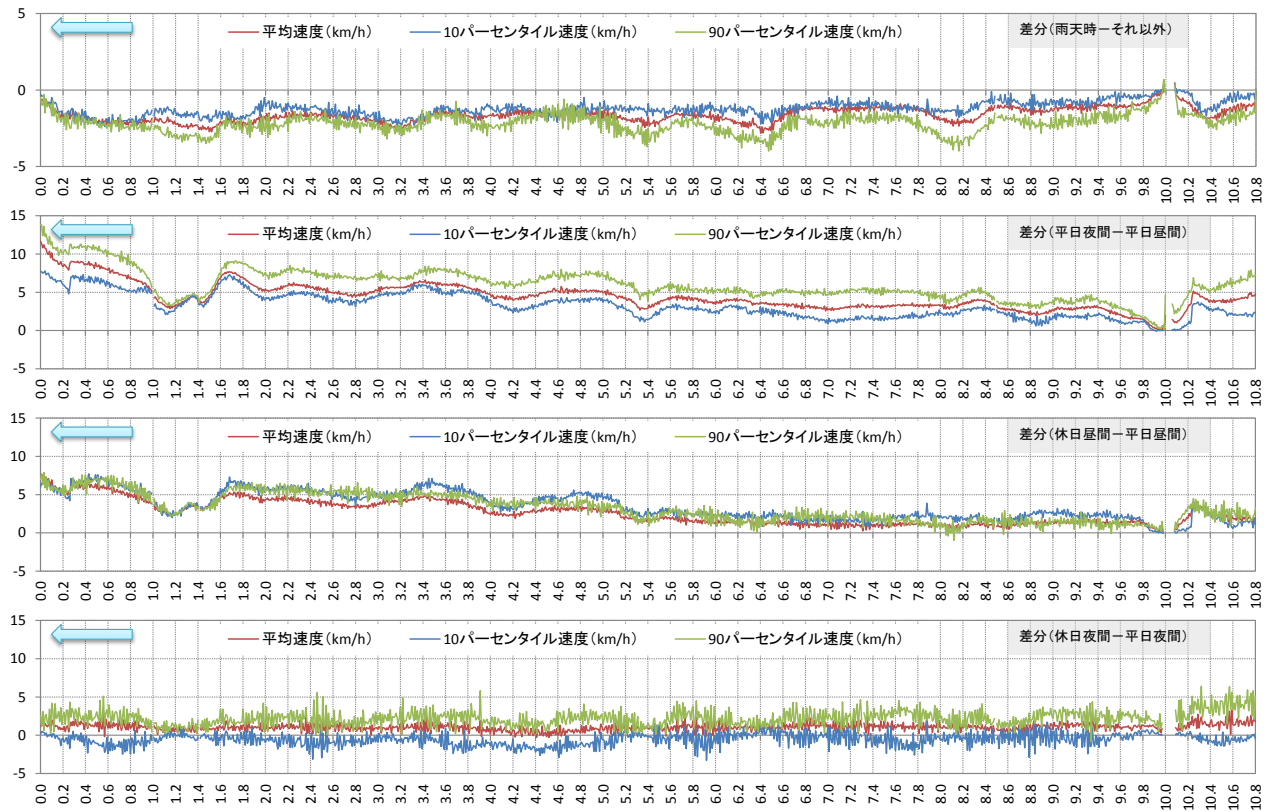 5
平均速度(km/h) 10パーセンタイル速度(km/h) 90パーセンタイル速度(km/h) 差分(雨天時－それ以外)
0
-5
0.0 0.2 0.4 0.6 0.8 1.0 1.2 1.4 1.6 1.8 2.0 2.2 2.4 2.6 2.8 3.0 3.2 3.4 3.6 3.8 4.0 4.2 4.4 4.6 4.8 5.0 5.2 5.4 5.6 5.8 6.0 6.2 6.4 6.6 6.8 7.0 7.2 7.4 7.6 7.8 8.0 8.2 8.4 8.6 8.8 9.0 9.2 9.4 9.6 9.8 10.0 10.2 10.4 10.6 10.8
15
平均速度(km/h) 10パーセンタイル速度(km/h) 90パーセンタイル速度(km/h) 差分(平日夜間－平日昼間)
10
5
0
-5
0.0 0.2 0.4 0.6 0.8 1.0 1.2 1.4 1.6 1.8 2.0 2.2 2.4 2.6 2.8 3.0 3.2 3.4 3.6 3.8 4.0 4.2 4.4 4.6 4.8 5.0 5.2 5.4 5.6 5.8 6.0 6.2 6.4 6.6 6.8 7.0 7.2 7.4 7.6 7.8 8.0 8.2 8.4 8.6 8.8 9.0 9.2 9.4 9.6 9.8 10.0 10.2 10.4 10.6 10.8
15
平均速度(km/h) 10パーセンタイル速度(km/h) 90パーセンタイル速度(km/h) 差分(休日昼間－平日昼間)
10
5
0
-5
0.0 0.2 0.4 0.6 0.8 1.0 1.2 1.4 1.6 1.8 2.0 2.2 2.4 2.6 2.8 3.0 3.2 3.4 3.6 3.8 4.0 4.2 4.4 4.6 4.8 5.0 5.2 5.4 5.6 5.8 6.0 6.2 6.4 6.6 6.8 7.0 7.2 7.4 7.6 7.8 8.0 8.2 8.4 8.6 8.8 9.0 9.2 9.4 9.6 9.8 10.0 10.2 10.4 10.6 10.8
15
平均速度(km/h) 10パーセンタイル速度(km/h) 90パーセンタイル速度(km/h) 差分(休日夜間－平日夜間)
10
5
0
-5
0.0 0.2 0.4 0.6 0.8 1.0 1.2 1.4 1.6 1.8 2.0 2.2 2.4 2.6 2.8 3.0 3.2 3.4 3.6 3.8 4.0 4.2 4.4 4.6 4.8 5.0 5.2 5.4 5.6 5.8 6.0 6.2 6.4 6.6 6.8 7.0 7.2 7.4 7.6 7.8 8.0 8.2 8.4 8.6 8.8 9.0 9.2 9.4 9.6 9.8 10.0 10.2 10.4 10.6 10.8